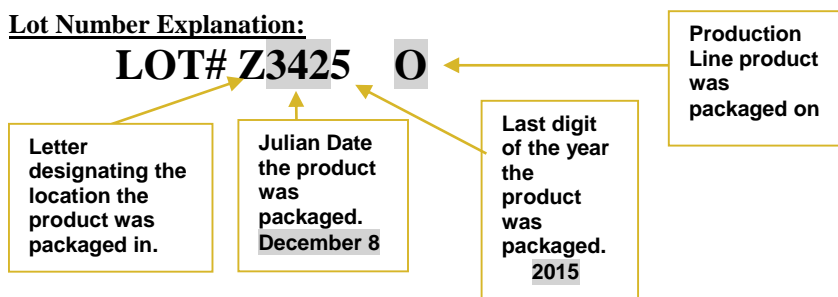 Lot Number Explanation:
LOT# Z3425 O
Production
Line product
was
packaged on
Letter
designating the
location the
product was
packaged in.
Julian Date
the product
was
packaged.
December 8
Last digit
of the year
the
product
was
packaged.
2015